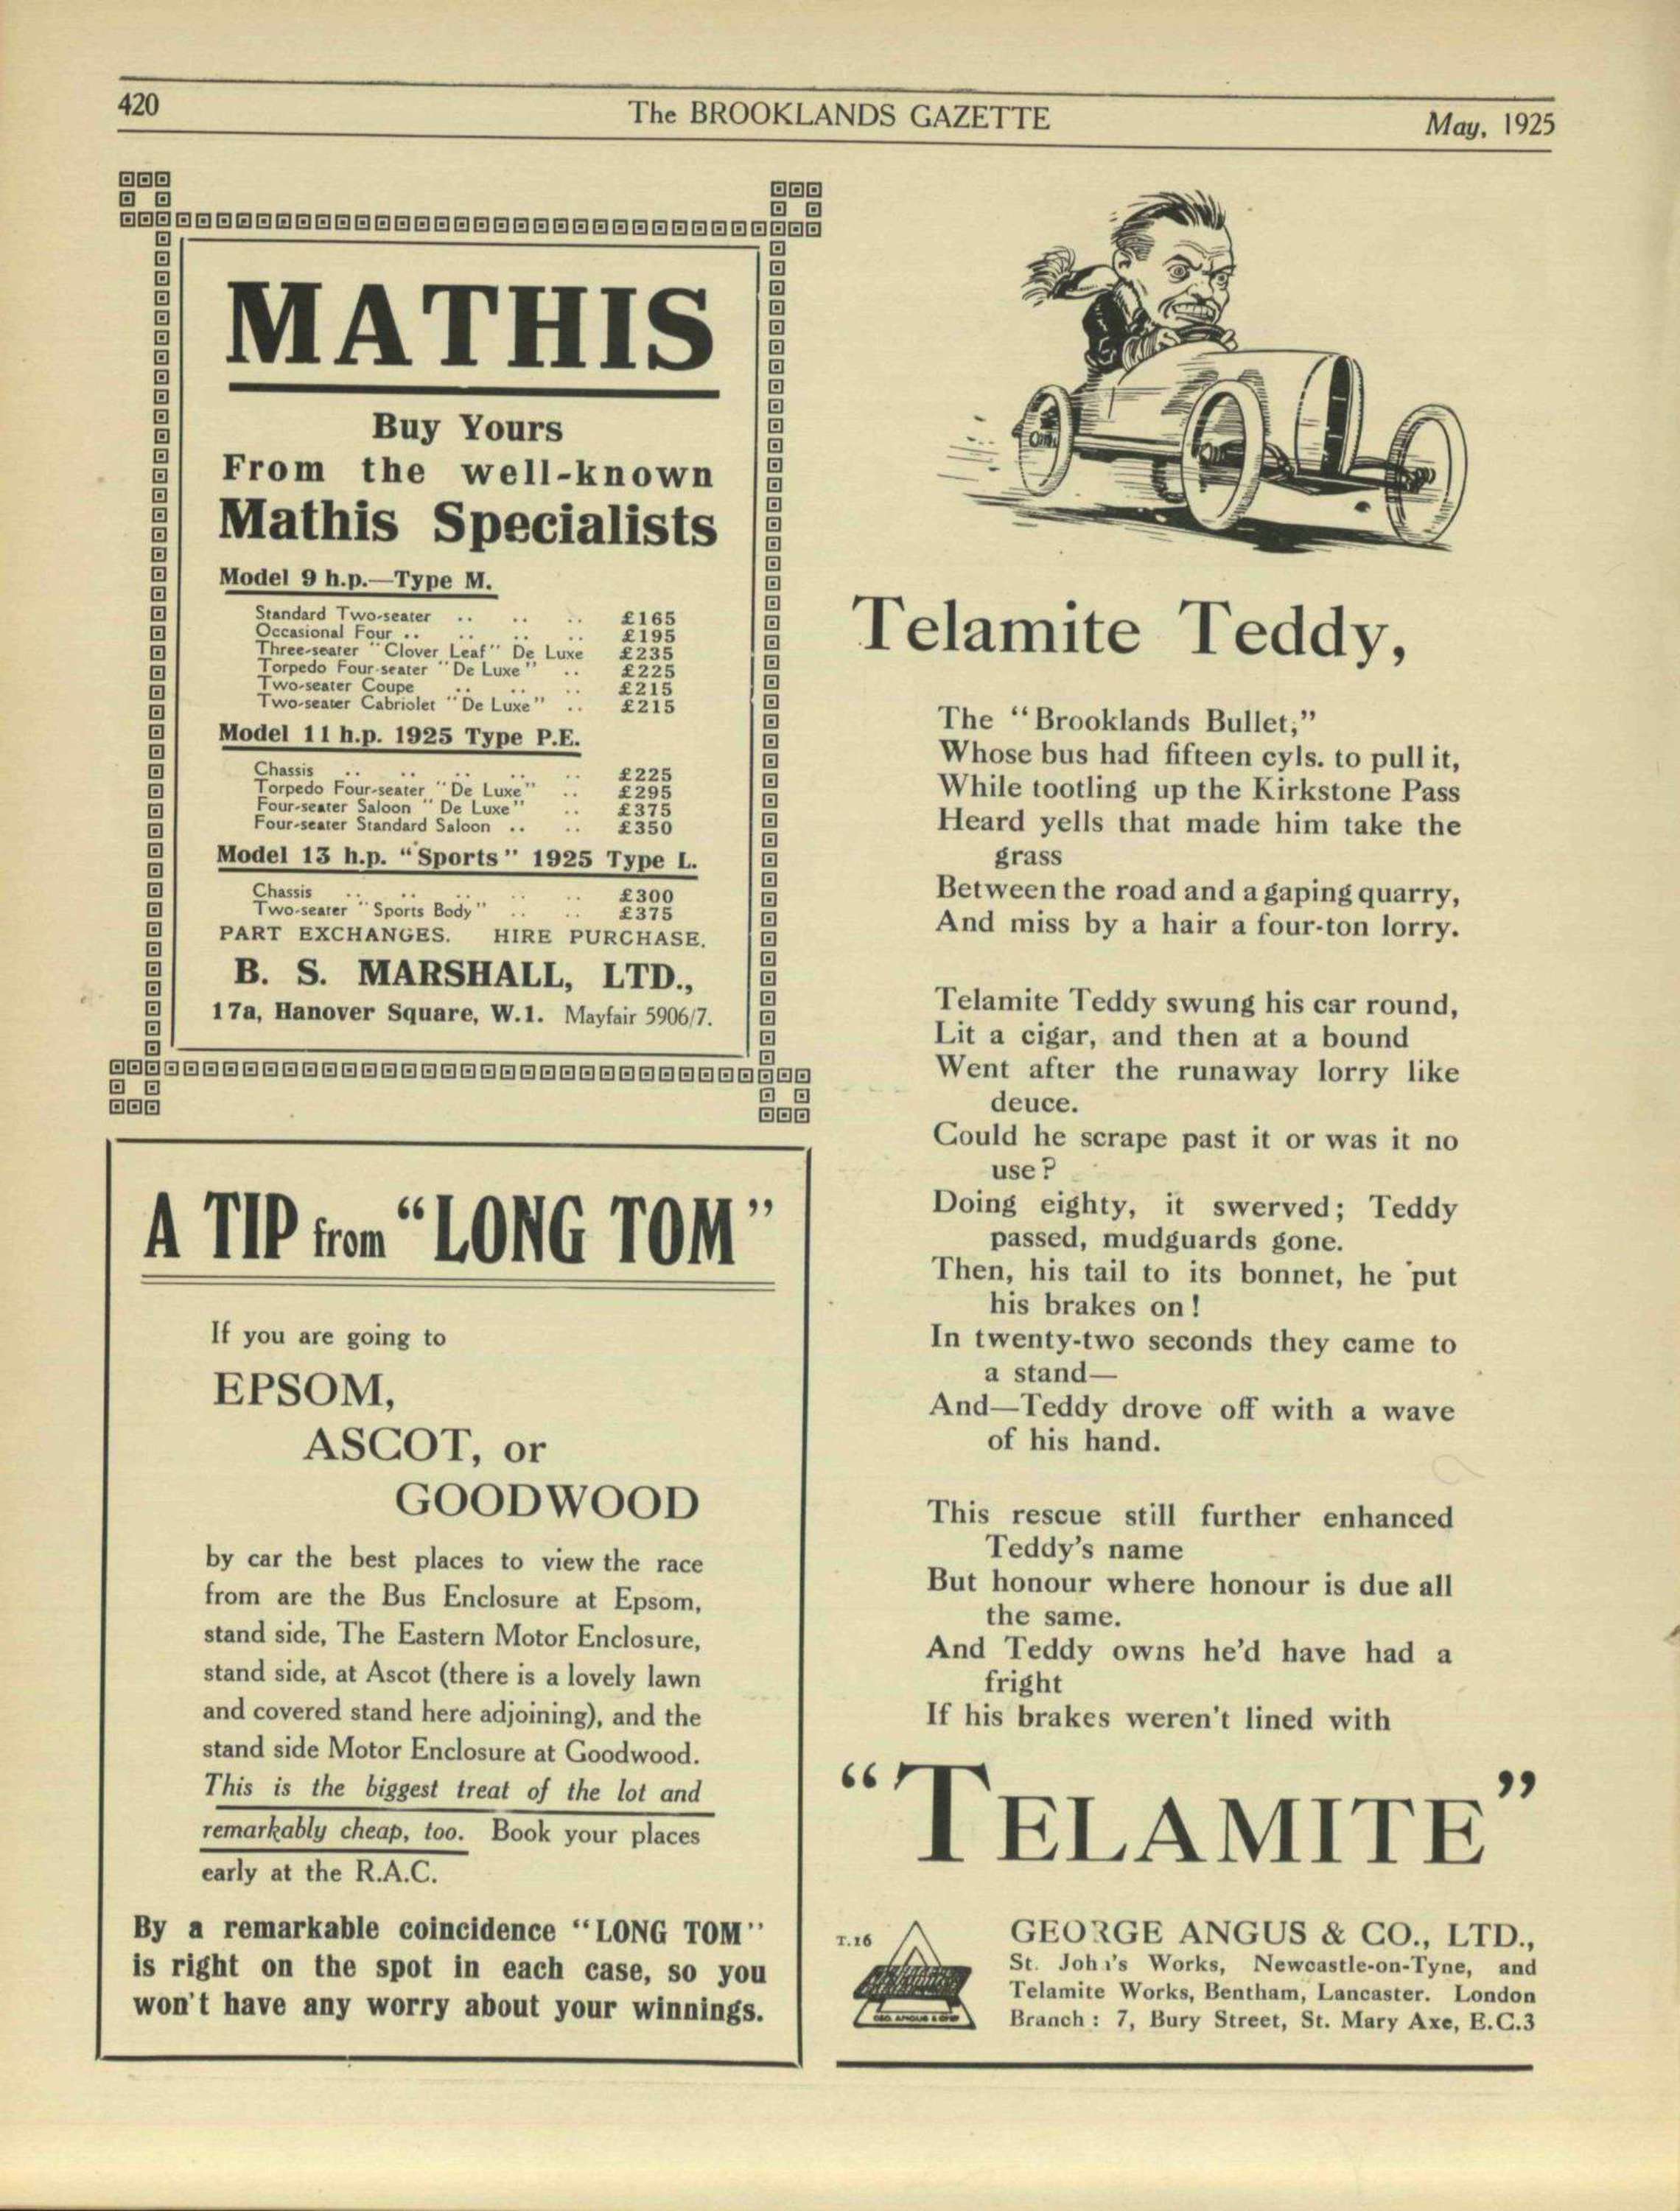 420
The BROOKLANDS GAZETTE
May, 1925
MATHIS
Buy Yours
From the well-known
Mathis Specialists
Model 9 h.p.—Type M.
Standard Two-seater .. .. .. £165
Occasional Four .. .. .. .. £195
Three-seater "Clover Leaf" De Luxe £235
Torpedo Four-seater "De Luxe" .. £225
Two-seater Coupe .. .. .. £215
Two-seater Cabriolet "De Luxe" .. £215
Model 11 h.p. 1925 Type P.E.
Chassis .. .. .. .. .. £225
Torpedo Four-seater "De Luxe" .. £295
Four-seater Saloon "De Luxe" .. £375
Four-seater Standard Saloon .. .. £350
Model 13 h.p. "Sports" 1925 Type L.
Chassis .. .. .. .. .. £300
Two-seater "Sports Body" .. .. £375
PART EXCHANGES. HIRE PURCHASE.
B. S. MARSHALL, LTD.,
17a, Hanover Square, W.1. Mayfair 5906/7.
A TIP from "LONG TOM"
If you are going to
EPSOM,
ASCOT, or
GOODWOOD
by car the best places to view the race
from are the Bus Enclosure at Epsom,
stand side, The Eastern Motor Enclosure,
stand side, at Ascot (there is a lovely lawn
and covered stand here adjoining), and the
stand side Motor Enclosure at Goodwood.
This is the biggest treat of the lot and
remarkably cheap, too. Book your places
early at the R.A.C.
By a remarkable coincidence "LONG TOM"
is right on the spot in each case, so you
won't have any worry about your winnings.
Telamite Teddy,
The "Brooklands Bullet,"
Whose bus had fifteen cyls. to pull it,
While tootling up the Kirkstone Pass
Heard yells that made him take the
grass
Between the road and a gaping quarry,
And miss by a hair a four-ton lorry.
Telamite Teddy swung his car round,
Lit a cigar, and then at a bound
Went after the runaway lorry like
deuce.
Could he scrape past it or was it no
use?
Doing eighty, it swerved; Teddy
passed, mudguards gone.
Then, his tail to its bonnet, he put
his brakes on!
In twenty-two seconds they came to
a stand—
And—Teddy drove off with a wave
of his hand.
This rescue still further enhanced
Teddy's name
But honour where honour is due all
the same.
And Teddy owns he'd have had a
fright
If his brakes weren't lined with
"TELAMITE"
T.16
GEO. ANGUS & CO LTD
GEORGE ANGUS & CO., LTD.,
St. John's Works, Newcastle-on-Tyne, and
Telamite Works, Bentham, Lancaster. London
Branch : 7, Bury Street, St. Mary Axe, E.C.3